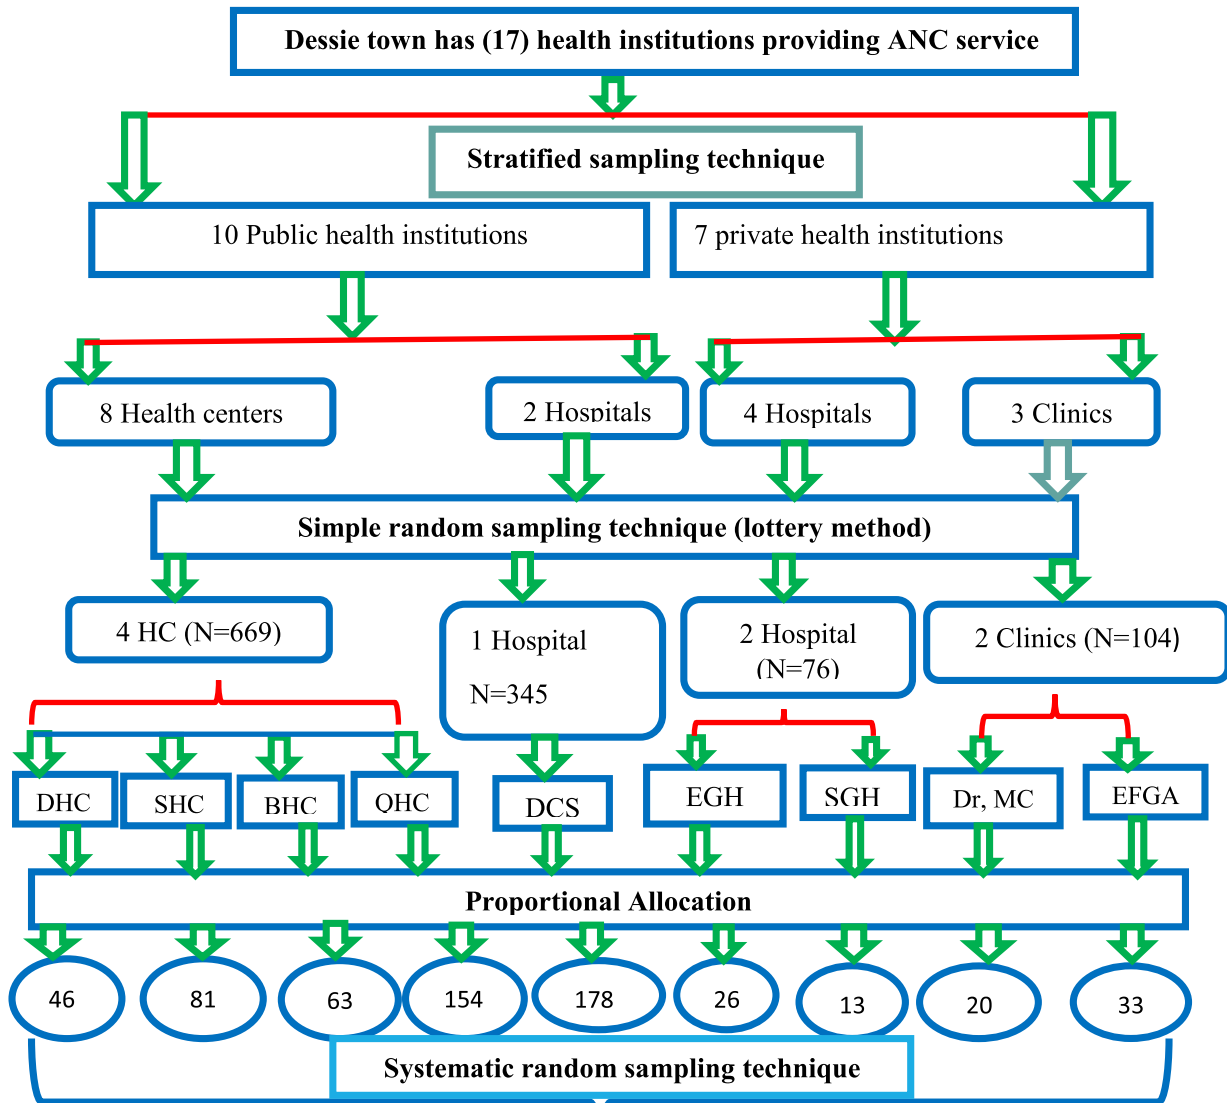 Dessie town has (17) health institutions providing ANC service
Stratified sampling technique
10 Public health institutions
7 private health institutions
8 Health centers
2 Hospitals
4 Hospitals
3 Clinics
Simple random sampling technique (lottery method)
4 HC (N=669)
1 Hospital
N=345
2 Hospital
(N=76)
2 Clinics (N=104)
DHC
SHC
BHC
QHC
DCS
EGH
SGH
Dr, MC
EFGA
Proportional Allocation
46
81
63
154
178
26
13
20
33
Systematic random sampling technique